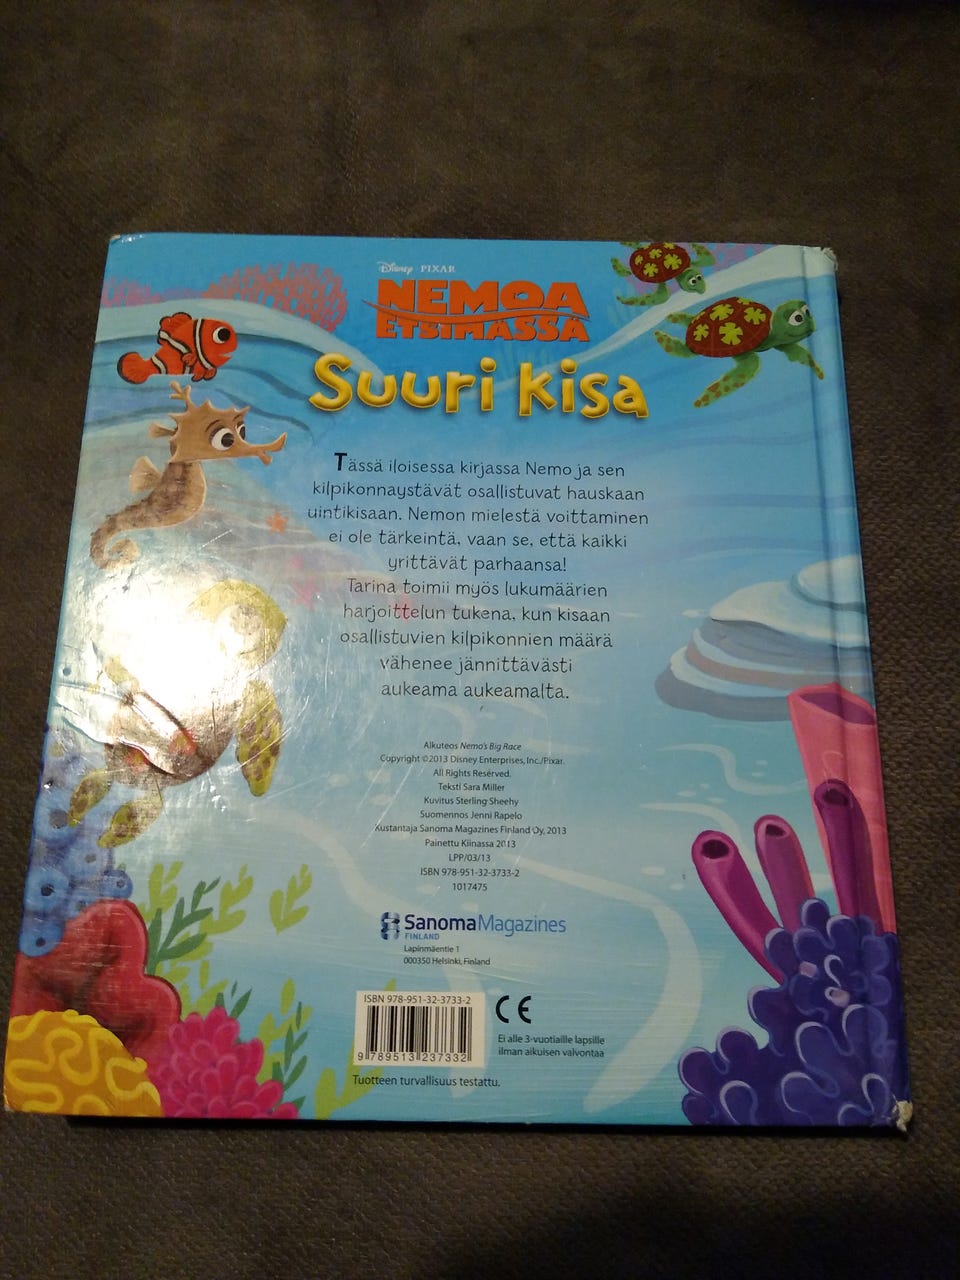 Disney PIXAR
NEMOA
ETSIMÄSSÄ
Suuri kisa
Tässä iloisessa kirjassa Nemo ja sen
kilpikonnaystävät osallistuvat hauskaan
uintikisaan. Nemon mielestä voittaminen
ei ole tärkeintä, vaan se, että kaikki
yrittävät parhaansa!
Tarina toimii myös lukumäärien
harjoittelun tukena, kun kisaan
osallistuvien kilpikonnien määrä
vähenee jännittävästi
aukeama aukeamalta.
Alkuteos Nemo's Big Race
Copyright ©2013 Disney Enterprises, Inc./Pixar.
All Rights Reserved.
Teksti Sara Miller
Kuvitus Sterling Sheehy
Suomennos Jenni Rapelo
Kustantaja Sanoma Magazines Finland Oy, 2013
Painettu Kiinassa 2013
LPP/03/13
ISBN 978-951-32-3733-2
1017475
SanomaMagazines
FINLAND
Lapinmäentie 1
000350 Helsinki, Finland
ISBN 978-951-32-3733-2
9 789513 237332
CE
Ei alle 3-vuotiaille lapsille
ilman aikuisen valvontaa
Tuotteen turvallisuus testattu.